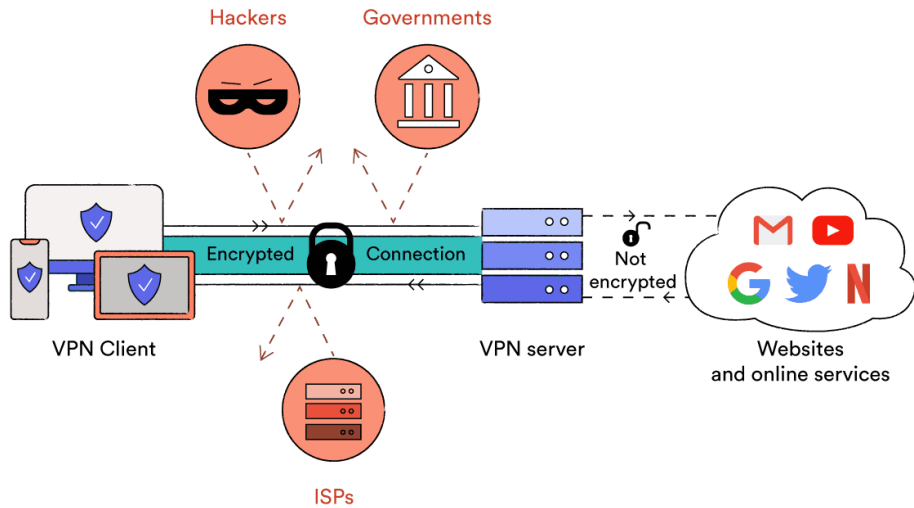 Hackers
Governments
Encrypted
Connection
Not
encrypted
VPN Client
VPN server
Websites
and online services
ISPs